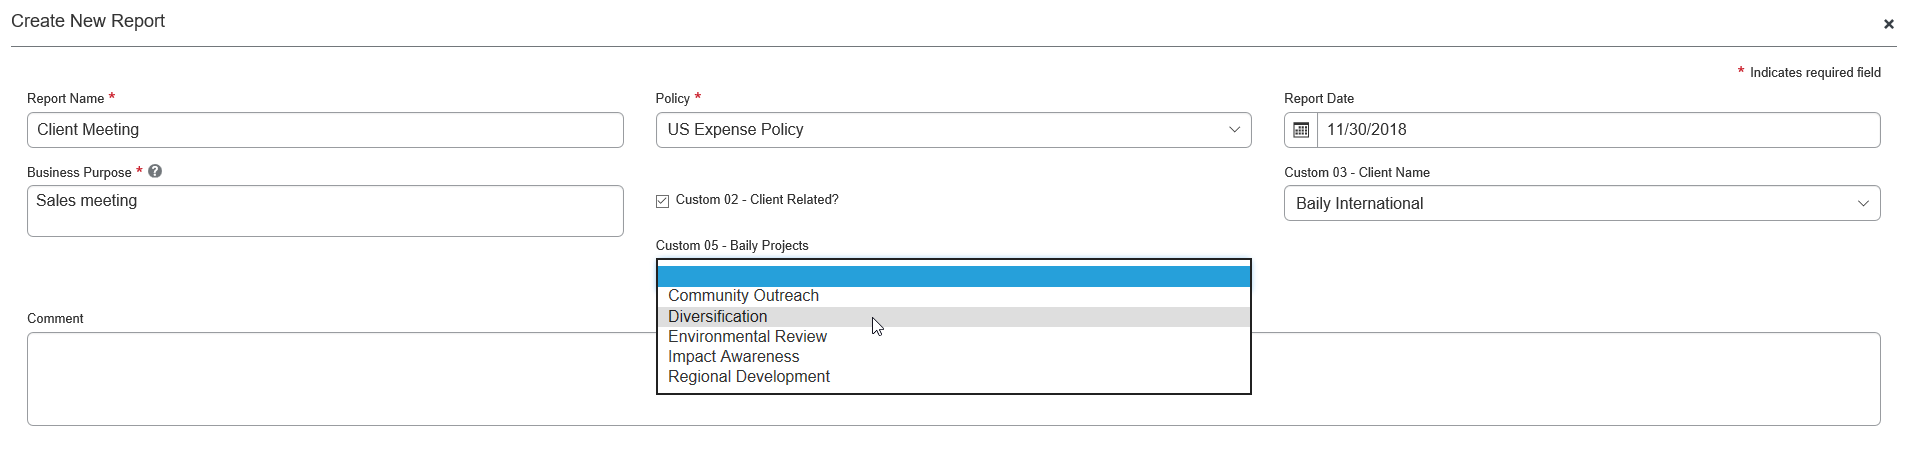 Create New Report
* Indicates required field
Report Name *
Policy *
Report Date
Client Meeting
US Expense Policy
11/30/2018
Business Purpose *
Custom 03 - Client Name
Sales meeting
Custom 02 - Client Related?
Baily International
Custom 05 - Baily Projects
Community Outreach
Diversification
Environmental Review
Impact Awareness
Regional Development
Comment